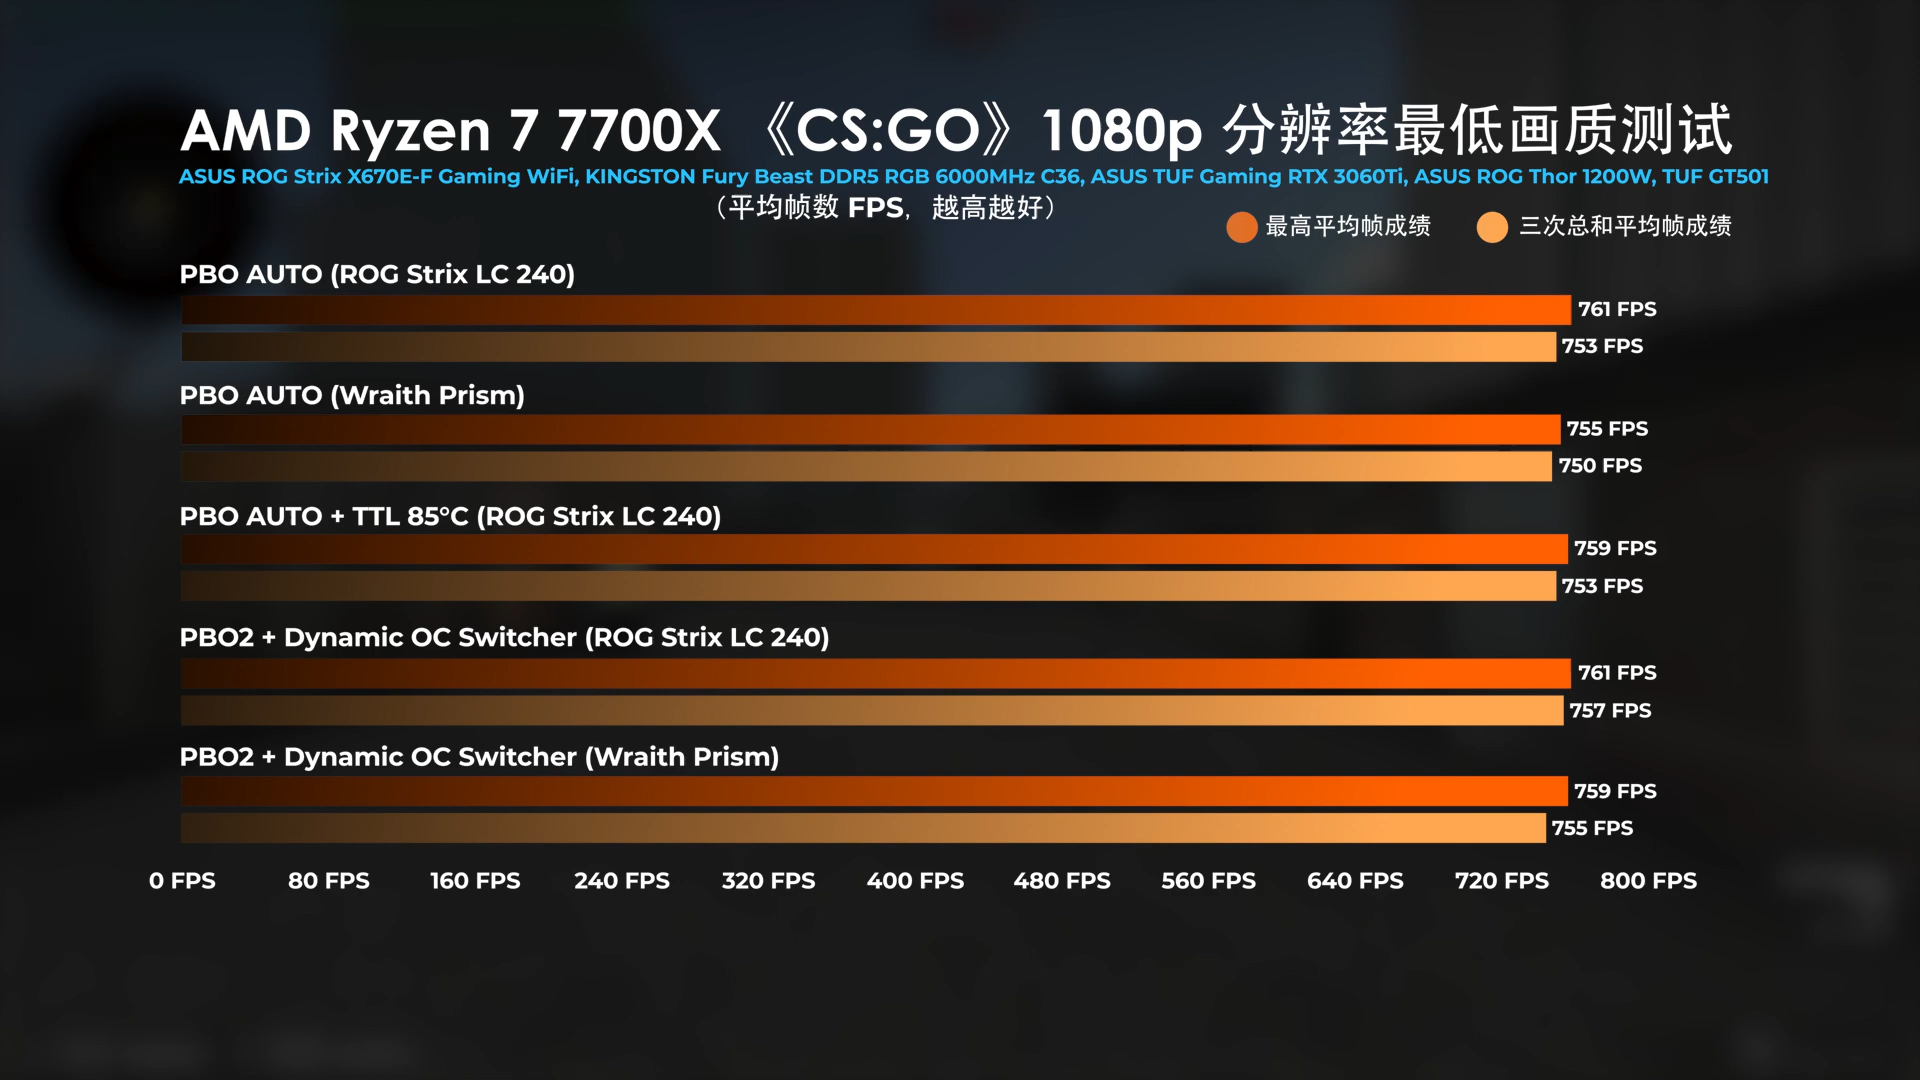 AMD Ryzen 7 7700X 《CS:GO》1080p 分辨率最低画质测试
ASUS ROG Strix X670E-F Gaming WiFi, KINGSTON Fury Beast DDR5 RGB 6000MHz C36, ASUS TUF Gaming RTX 3060Ti, ASUS ROG Thor 1200W, TUF GT501
（平均帧数 FPS，越高越好）
最高平均帧成绩
三次总和平均帧成绩
PBO AUTO (ROG Strix LC 240)
761 FPS
753 FPS
PBO AUTO (Wraith Prism)
755 FPS
750 FPS
PBO AUTO + TTL 85°C (ROG Strix LC 240)
759 FPS
753 FPS
PBO2 + Dynamic OC Switcher (ROG Strix LC 240)
761 FPS
757 FPS
PBO2 + Dynamic OC Switcher (Wraith Prism)
759 FPS
755 FPS
0 FPS 80 FPS 160 FPS 240 FPS 320 FPS 400 FPS 480 FPS 560 FPS 640 FPS 720 FPS 800 FPS